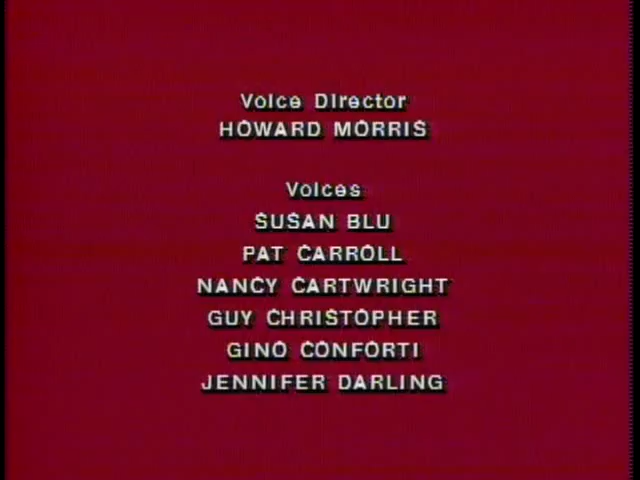 Voice Director
HOWARD MORRIS
Voices
SUSAN BLU
PAT CARROLL
NANCY CARTWRIGHT
GUY CHRISTOPHER
GINO CONFORTI
JENNIFER DARLING